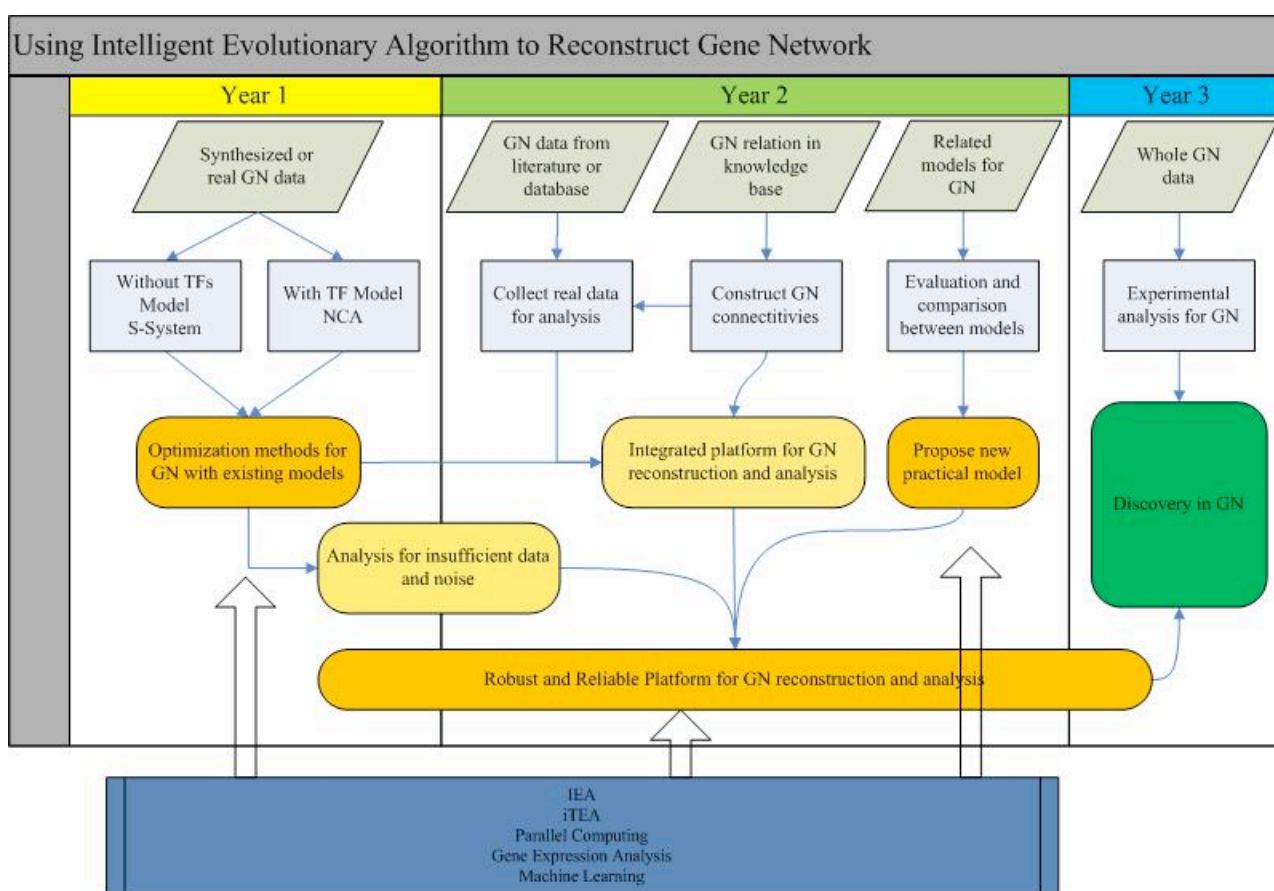 Using Intelligent Evolutionary Algorithm to Reconstruct Gene Network
Year 1
Year 2
Year 3
Synthesized or
real GN data
GN data from
literature or
database
GN relation in
knowledge
base
Related
models for
GN
Whole GN
data
Without TFs
Model
S-System
With TF Model
NCA
Collect real data
for analysis
Construct GN
connectitivies
Evaluation and
comparison
between models
Experimental
analysis for GN
Optimization methods for
GN with existing models
Integrated platform for GN
reconstruction and analysis
Propose new
practical model
Discovery in GN
Analysis for insufficient data
and noise
Robust and Reliable Platform for GN reconstruction and analysis
IEA
iTEA
Parallel Computing
Gene Expression Analysis
Machine Learning